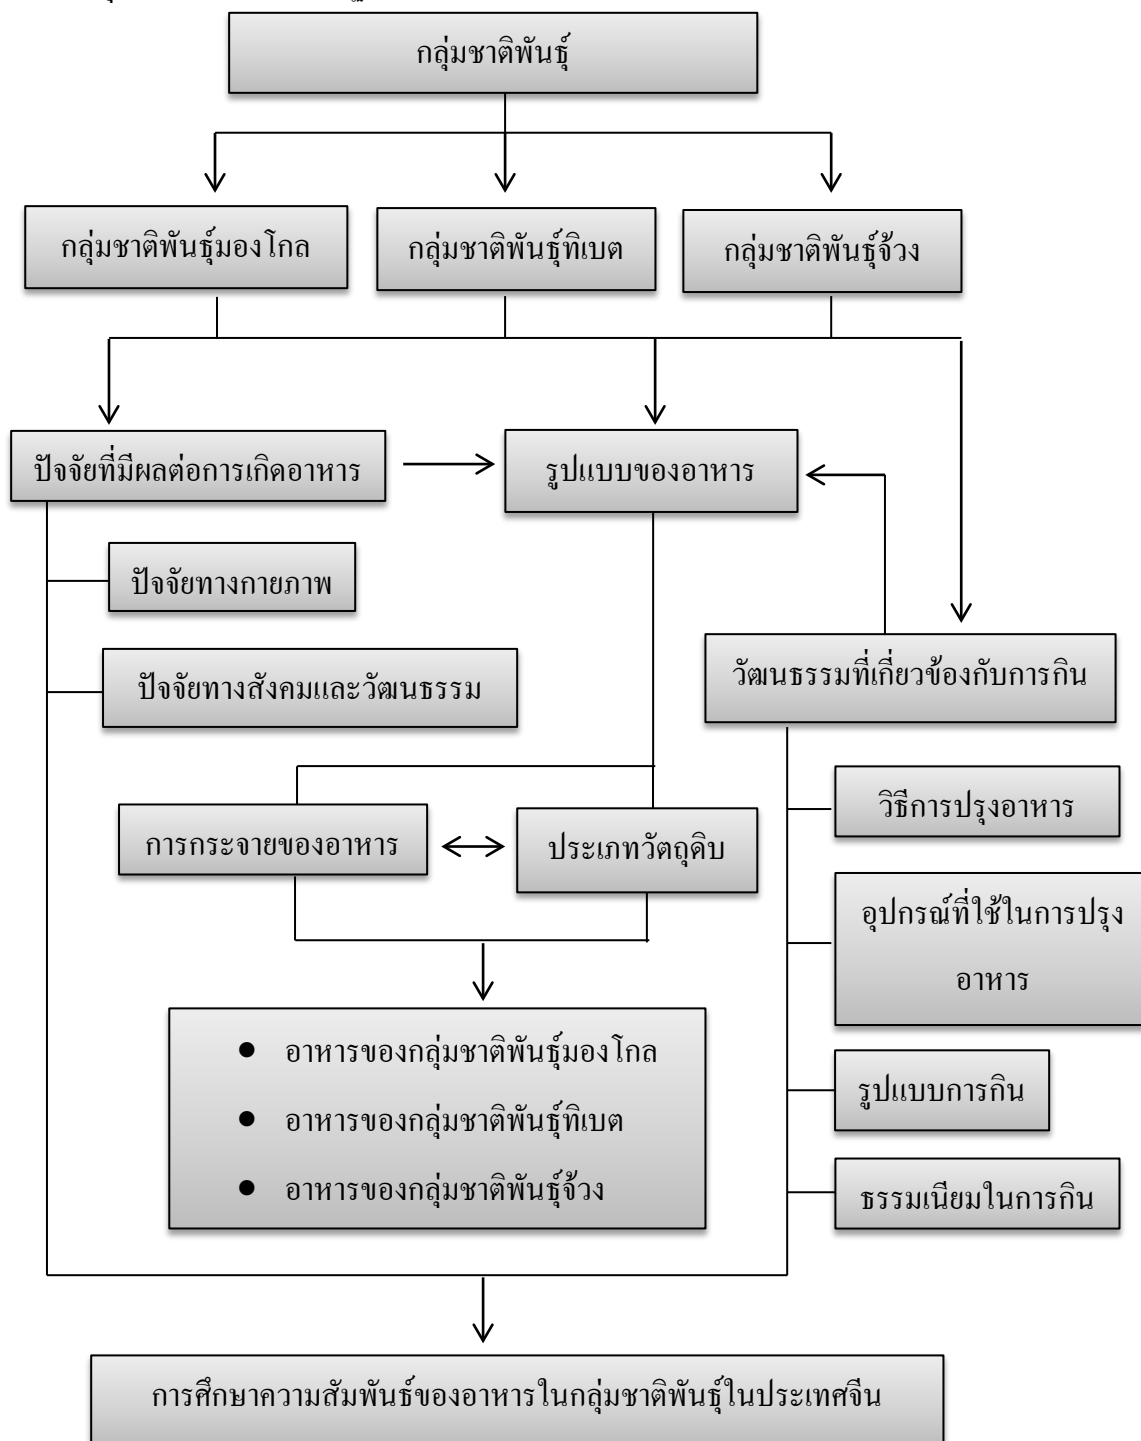 กลุ่มชาติพันธุ์
กลุ่มชาติพันธุ์มองโกล
กลุ่มชาติพันธุ์ทิเบต
กลุ่มชาติพันธุ์จ้วง
ปัจจัยที่มีผลต่อการเกิดอาหาร
รูปแบบของอาหาร
ปัจจัยทางกายภาพ
ปัจจัยทางสังคมและวัฒนธรรม
วัฒนธรรมที่เกี่ยวข้องกับการกิน
วิธีการปรุงอาหาร
การกระจายของอาหาร
ประเภทวัตถุดิบ
อุปกรณ์ที่ใช้ในการปรุง
อาหาร
● อาหารของกลุ่มชาติพันธุ์มองโกล
● อาหารของกลุ่มชาติพันธุ์ทิเบต
● อาหารของกลุ่มชาติพันธุ์จ้วง
รูปแบบการกิน
ธรรมเนียมในการกิน
การศึกษาความสัมพันธ์ของอาหารในกลุ่มชาติพันธุ์ในประเทศจีน